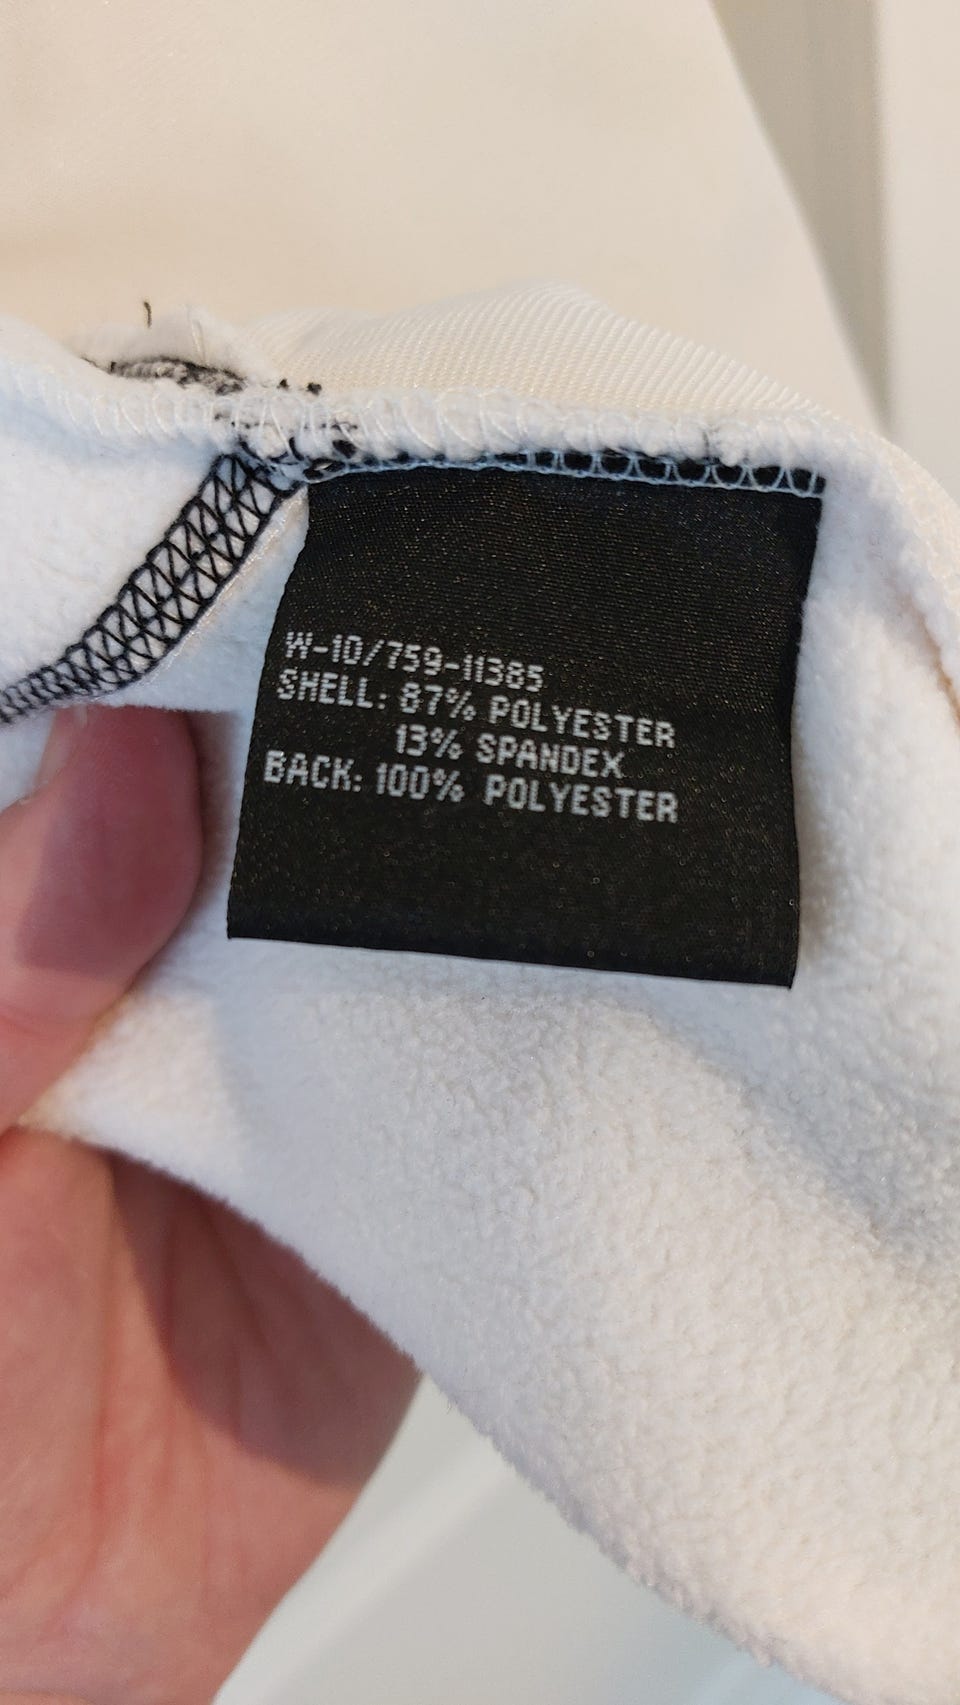 W-10/759-11385
SHELL: 87% POLYESTER
13% SPANDEX
BACK: 100% POLYESTER